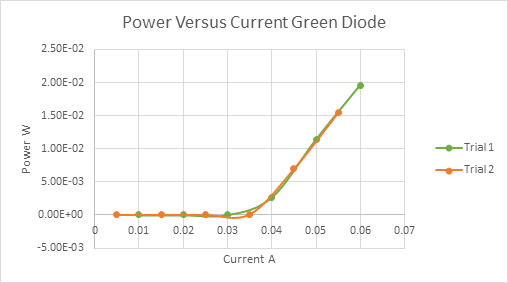 Power Versus Current Green Diode
2.50E-02
2.00E-02
1.50E-02
1.00E-02
5.00E-03
0.00E+00
-5.00E-03
0 0.01 0.02 0.03 0.04 0.05 0.06 0.07
Power W
Current A
Trial 1
Trial 2